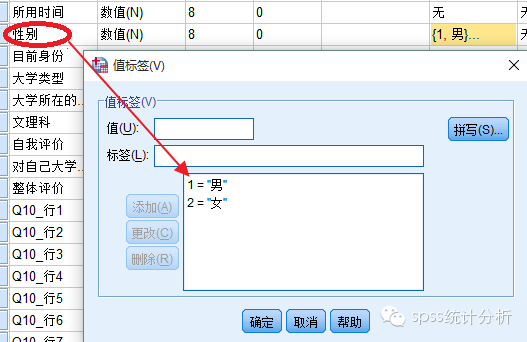 所用时间 数值(N) 8 0 无 无
性别 数值(N) 8 0 {1, 男}...
目前身份
大学类型
大学所在的...
文理科
自我评价
对自己大学...
整体评价
Q10_行1
Q10_行2
Q10_行3
Q10_行4
Q10_行5
Q10_行6
Q10_行7
值标签(V)
值标签(V)
值(U):
拼写(S)...
标签(L):
1 = "男"
2 = "女"
添加(A)
更改(C)
删除(R)
确定 取消 帮助
spss统计分析